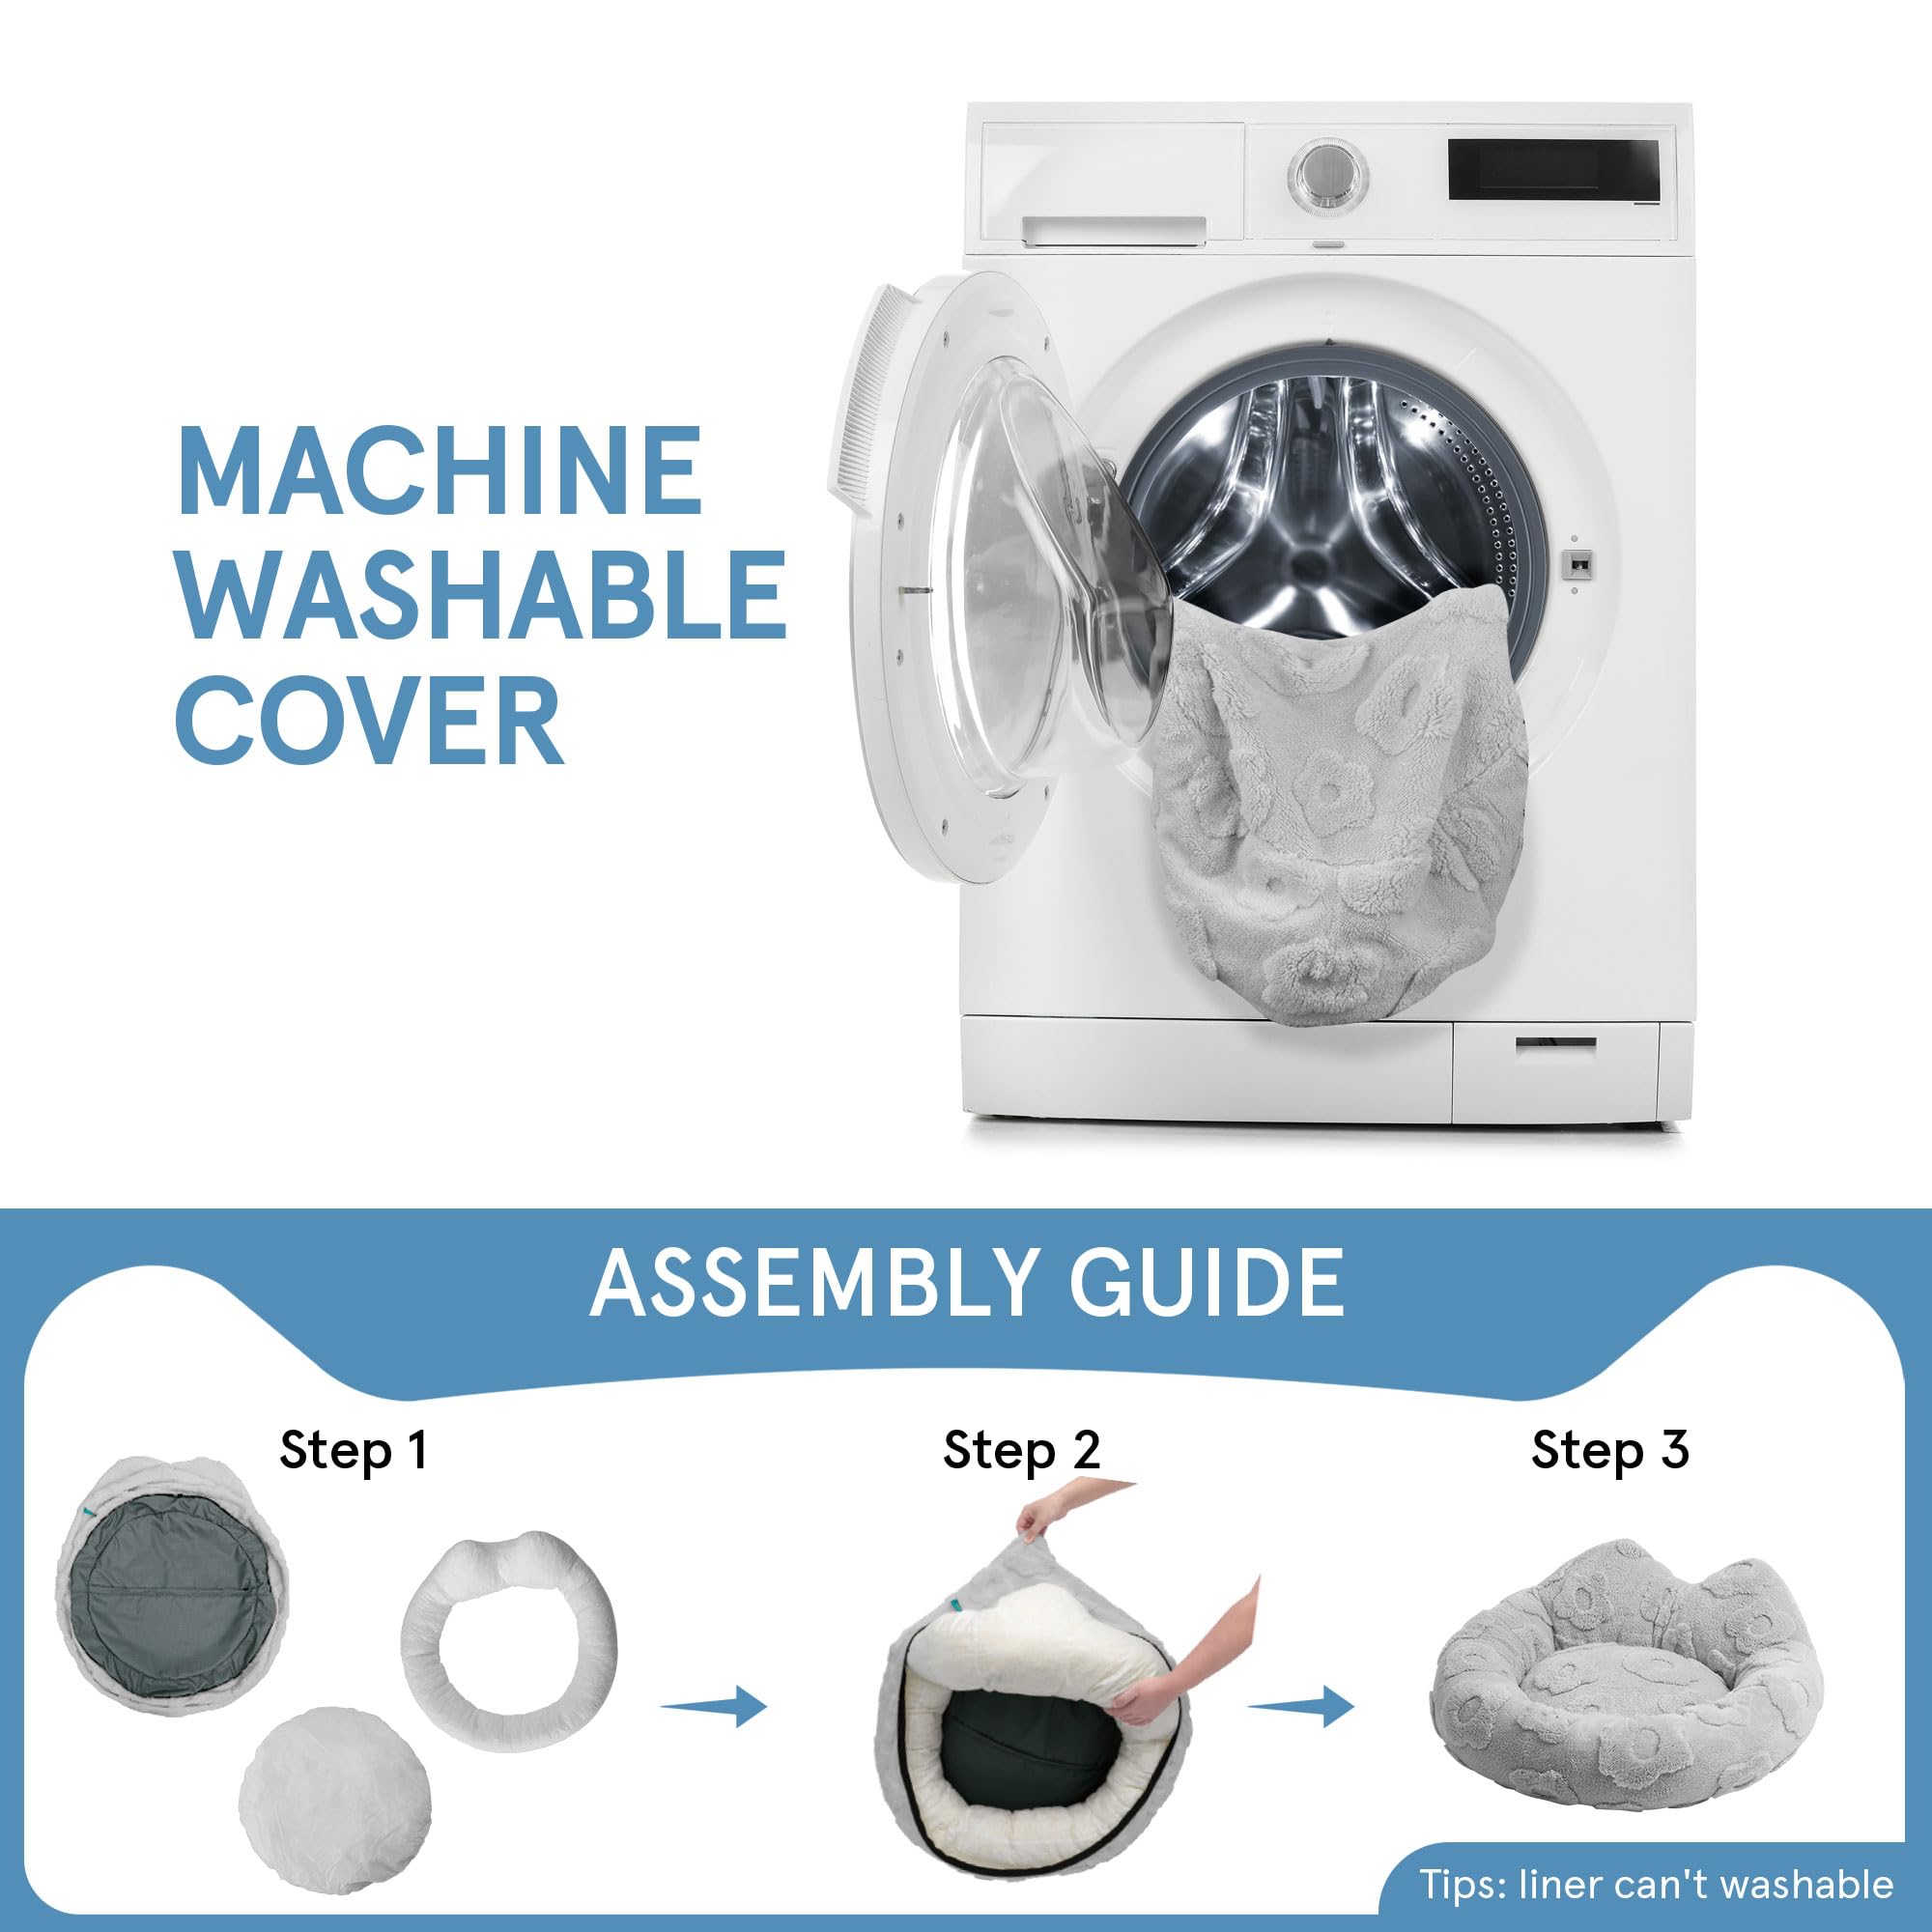 MACHINE
WASHABLE
COVER
ASSEMBLY GUIDE
Step 1
Step 2
Step 3
Tips: liner can't washable